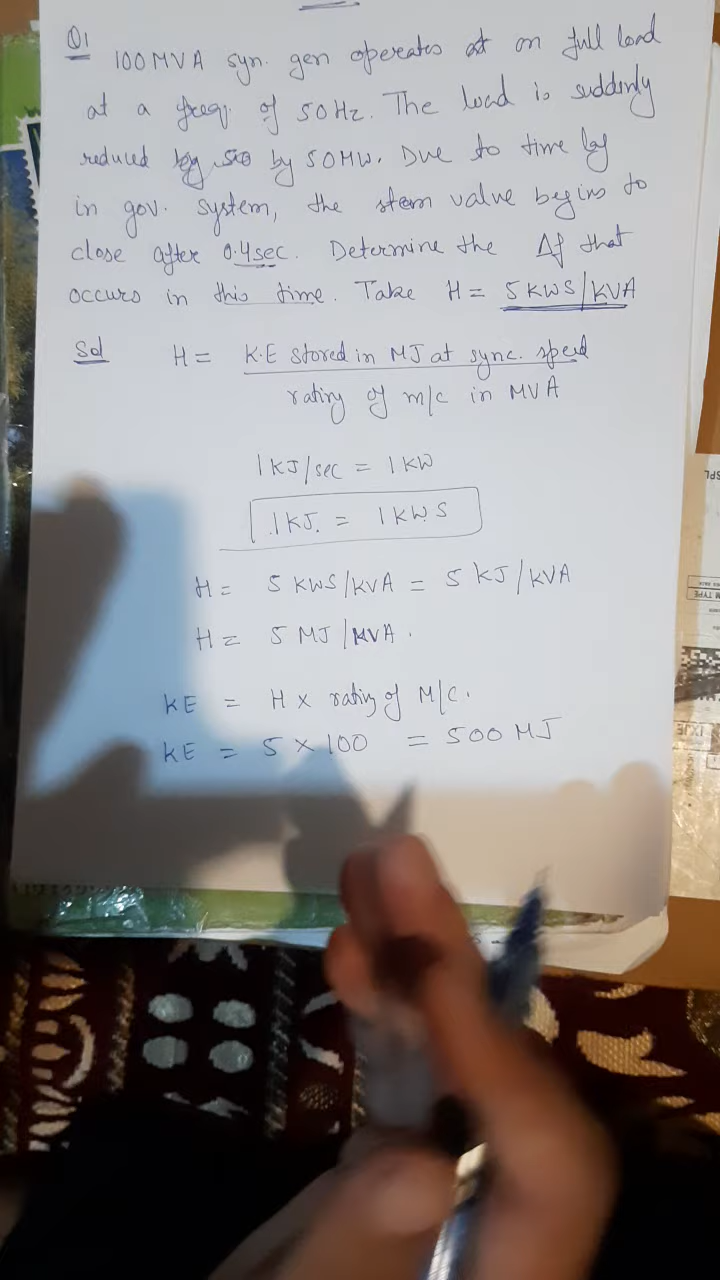 Q1 100 MVA syn. gen operates at on full load
at a freq. of 50Hz. The load is suddenly
reduced by by 50MW. Due to time lag
in gov. system, the steam value begins to
close after 0.4sec. Determine the Δf that
occurs in this time. Take H = 5KWS/KVA
Sol H = K.E stored in MJ at sync. speed
rating of m/c in MVA
1KJ/sec = 1KW
1KJ. = 1KWS
H = 5 KWS/KVA = 5 KJ/KVA
H = 5 MJ/MVA.
KE = H x rating of M/C.
KE = 5 x 100 = 500 MJ